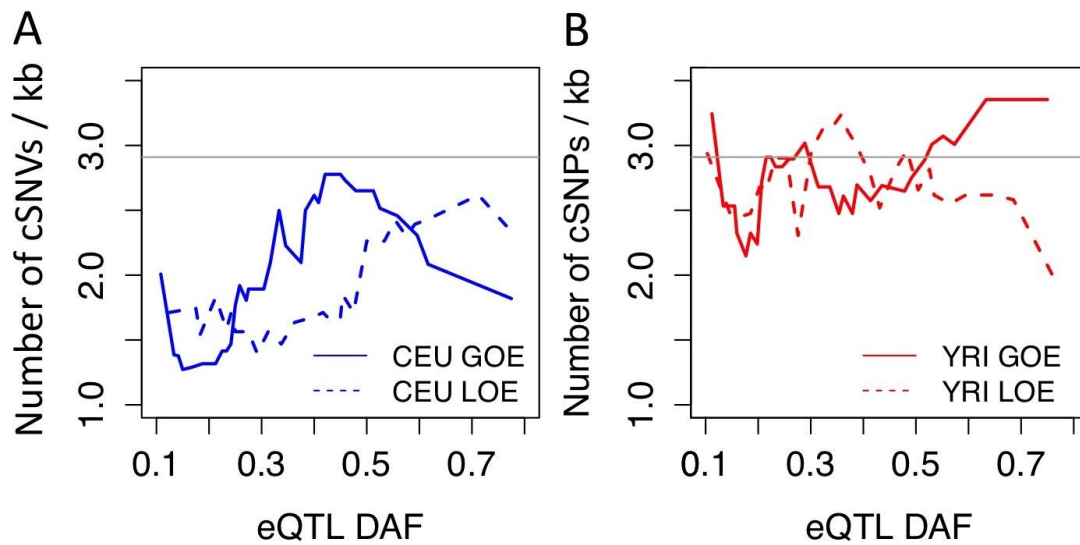 A
Number of cSNVs / kb
3.0
2.0
1.0
CEU GOE
CEU LOE
0.1
0.3
0.5
0.7
eQTL DAF
B
Number of cSNPs / kb
3.0
2.0
1.0
YRI GOE
YRI LOE
0.1
0.3
0.5
0.7
eQTL DAF